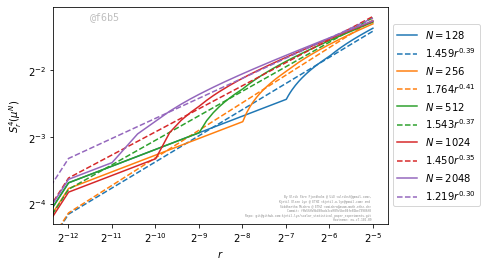 @f6b5
2⁻²
2⁻³
2⁻⁴
S₂ᵣ(μᴺ)
2⁻¹² 2⁻¹¹ 2⁻¹⁰ 2⁻⁹ 2⁻⁸ 2⁻⁷ 2⁻⁶ 2⁻⁵
r
N = 128
1.459r^0.39
N = 256
1.764r^0.41
N = 512
1.543r^0.37
N = 1024
1.450r^0.35
N = 2048
1.219r^0.30